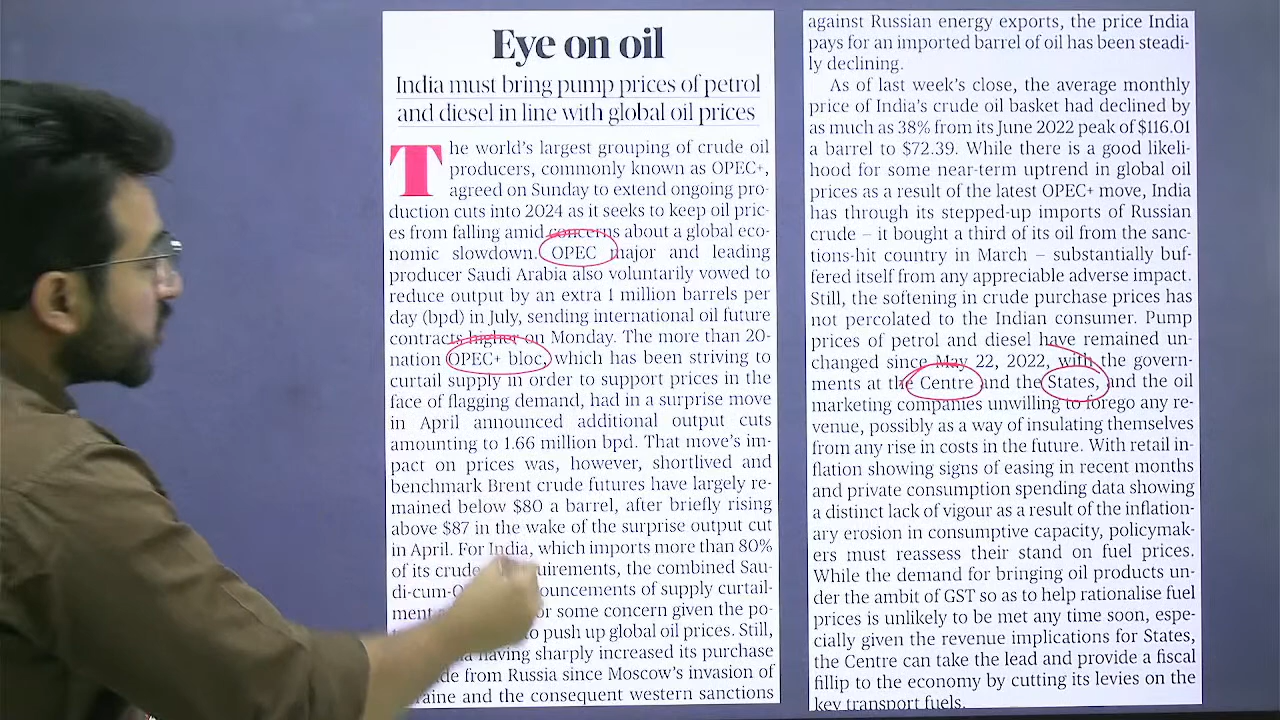 Eye on oil
India must bring pump prices of petrol
and diesel in line with global oil prices
The world's largest grouping of crude oil
producers, commonly known as OPEC+,
agreed on Sunday to extend ongoing pro-
duction cuts into 2024 as it seeks to keep oil pric-
es from falling amid concerns about a global eco-
nomic slowdown. OPEC major and leading
producer Saudi Arabia also voluntarily vowed to
reduce output by an extra 1 million barrels per
day (bpd) in July, sending international oil future
contracts higher on Monday. The more than 20-
nation OPEC+ bloc, which has been striving to
curtail supply in order to support prices in the
face of flagging demand, had in a surprise move
in April announced additional output cuts
amounting to 1.66 million bpd. That move's im-
pact on prices was, however, shortlived and
benchmark Brent crude futures have largely re-
mained below $80 a barrel, after briefly rising
above $87 in the wake of the surprise output cut
in April. For India, which imports more than 80%
of its crude the combined Sau-
of supply curtail-
ment some concern given the po-
to push up global oil prices. Still,
having sharply increased its purchase
from Russia since Moscow's invasion of
and the consequent western sanctions
against Russian energy exports, the price India
pays for an imported barrel of oil has been steadi-
ly declining.
As of last week's close, the average monthly
price of India's crude oil basket had declined by
as much as 38% from its June 2022 peak of $116.01
a barrel to $72.39. While there is a good likeli-
hood for some near-term uptrend in global oil
prices as a result of the latest OPEC+ move, India
has through its stepped-up imports of Russian
crude – it bought a third of its oil from the sanc-
tions-hit country in March – substantially buf-
fered itself from any appreciable adverse impact.
Still, the softening in crude purchase prices has
not percolated to the Indian consumer. Pump
prices of petrol and diesel have remained un-
changed since May 22, 2022, with the govern-
ments at the Centre and the States, and the oil
marketing companies unwilling to forego any re-
venue, possibly as a way of insulating themselves
from any rise in costs in the future. With retail in-
flation showing signs of easing in recent months
and private consumption spending data showing
a distinct lack of vigour as a result of the inflation-
ary erosion in consumptive capacity, policymak-
ers must reassess their stand on fuel prices.
While the demand for bringing oil products un-
der the ambit of GST so as to help rationalise fuel
prices is unlikely to be met any time soon, espe-
cially given the revenue implications for States,
the Centre can take the lead and provide a fiscal
fillip to the economy by cutting its levies on the
key transport fuels.